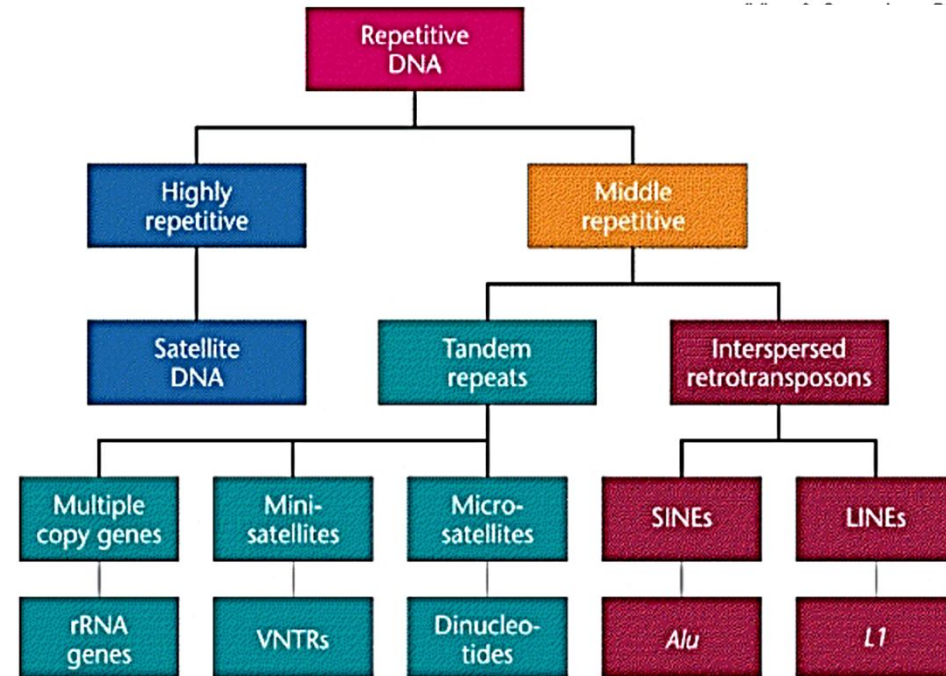 Repetitive
DNA
Highly
repetitive
Middle
repetitive
Satellite
DNA
Tandem
repeats
Interspersed
retrotransposons
Multiple
copy genes
Mini-
satellites
Micro-
satellites
SINEs
LINEs
rRNA
genes
VNTRs
Dinucleo-
tides
Alu
L1